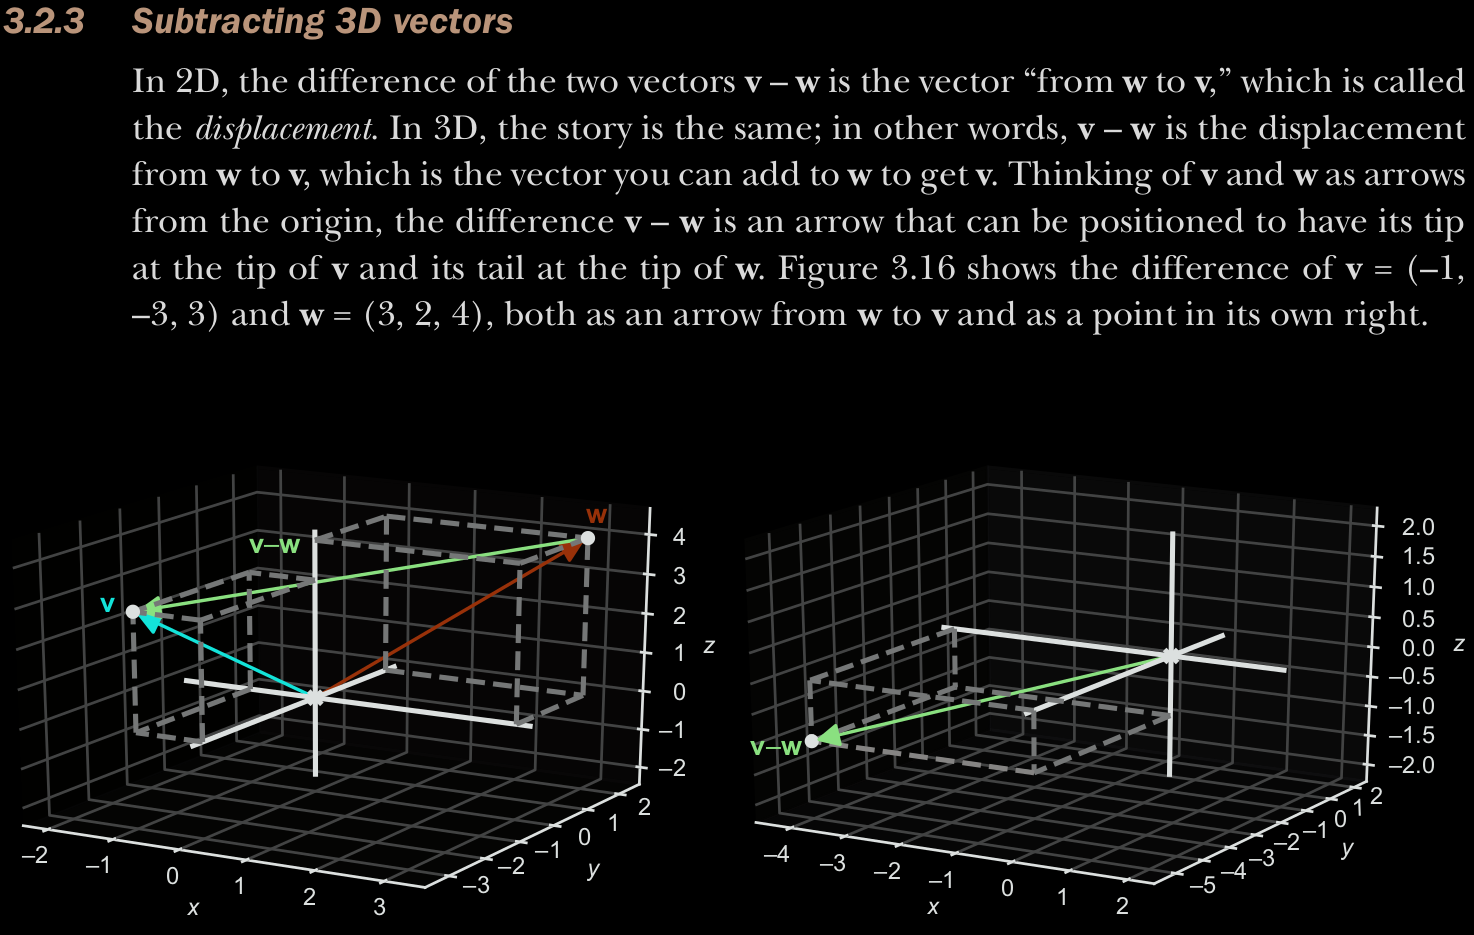 3.2.3 Subtracting 3D vectors
In 2D, the difference of the two vectors v – w is the vector “from w to v,” which is called
the displacement. In 3D, the story is the same; in other words, v – w is the displacement
from w to v, which is the vector you can add to w to get v. Thinking of v and w as arrows
from the origin, the difference v – w is an arrow that can be positioned to have its tip
at the tip of v and its tail at the tip of w. Figure 3.16 shows the difference of v = (–1,
–3, 3) and w = (3, 2, 4), both as an arrow from w to v and as a point in its own right.
w
v–w
v
4
3
2
1
0
–1
–2
z
2
1
0
–1
–2
–3
y
–2
–1
0
1
2
3
x
v–w
2.0
1.5
1.0
0.5
0.0
–0.5
–1.0
–1.5
–2.0
z
2
1
0
–1
–2
–3
–4
–5
y
–4
–3
–2
–1
0
1
2
x